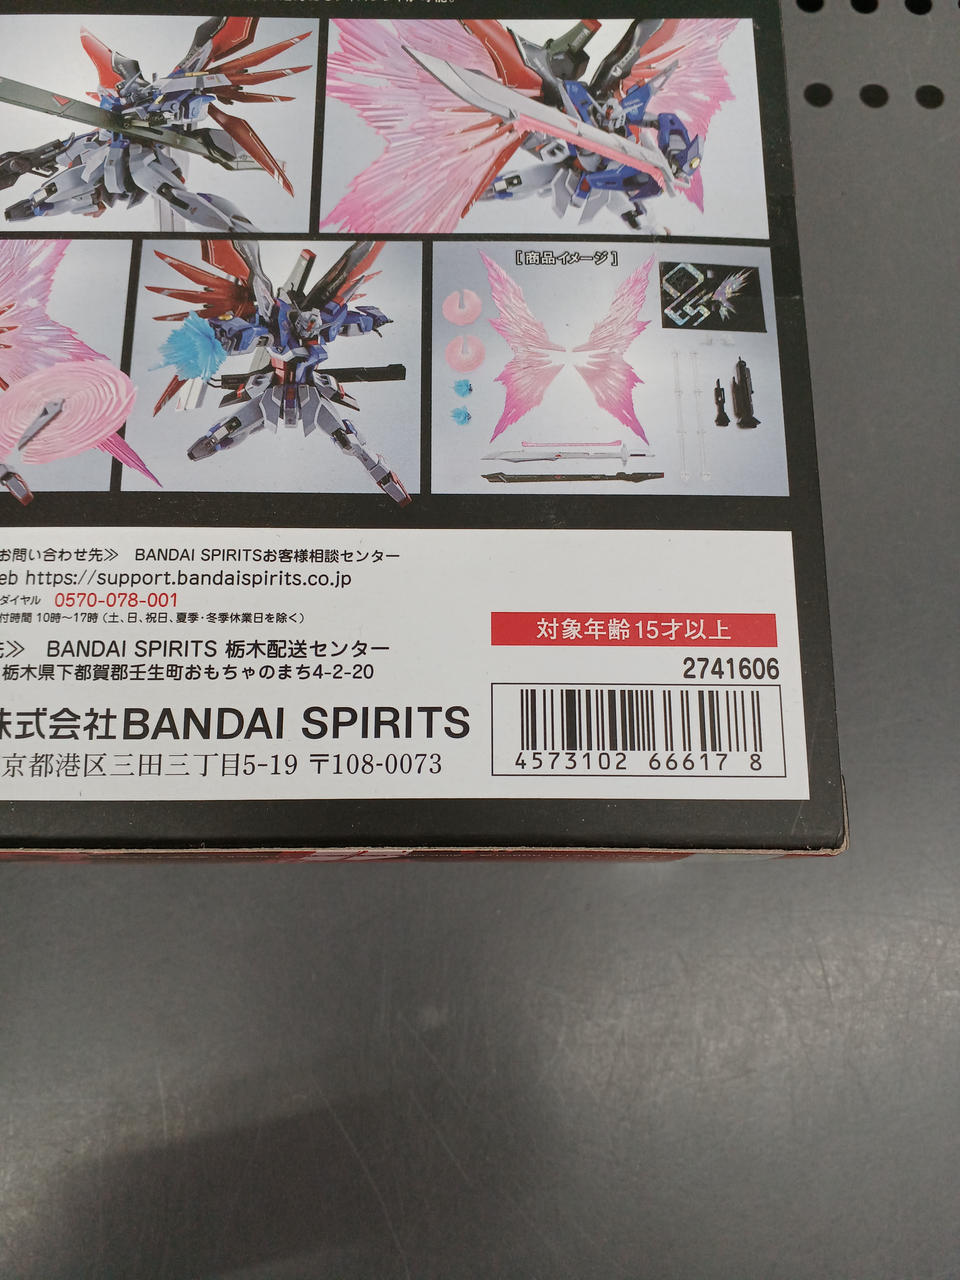 [商品イメージ]
お問い合わせ先≫ BANDAI SPIRITSお客様相談センター
eb https://support.bandaispirits.co.jp
ダイヤル 0570-078-001
付時間 10時～17時(土、日、祝日、夏季・冬季休業日を除く)
先≫ BANDAI SPIRITS 栃木配送センター
栃木県下都賀郡壬生町おもちゃのまち4-2-20
株式会社BANDAI SPIRITS
京都港区三田三丁目5-19 〒108-0073
対象年齢15才以上
2741606
4573102 66617 8